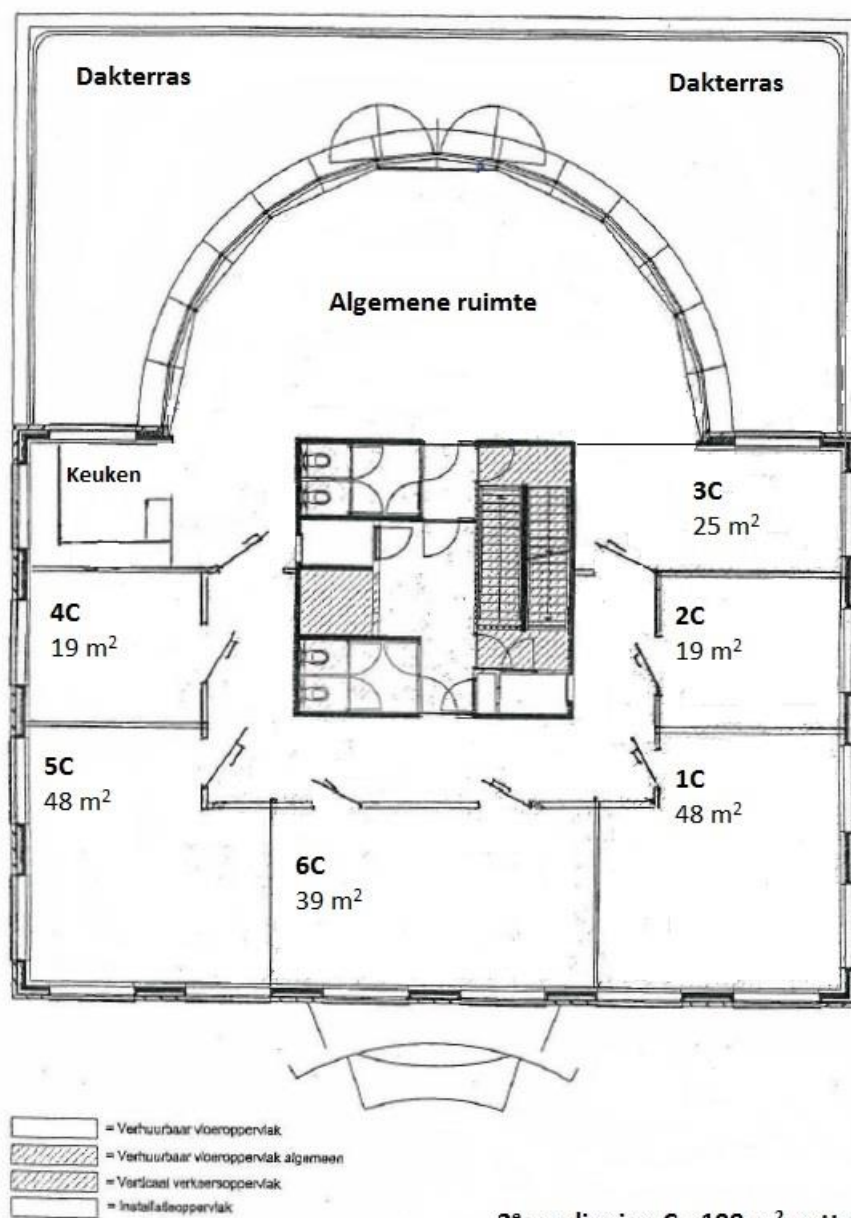 Dakterras
Dakterras
Algemene ruimte
Keuken
3C
25 m²
4C
19 m²
2C
19 m²
5C
48 m²
1C
48 m²
6C
39 m²
= Verhuurbaar vloeroppervlak
= Verhuurbaar vloeroppervlak algemeen
= Verticaal verkeersoppervlak
= Installatieoppervlak